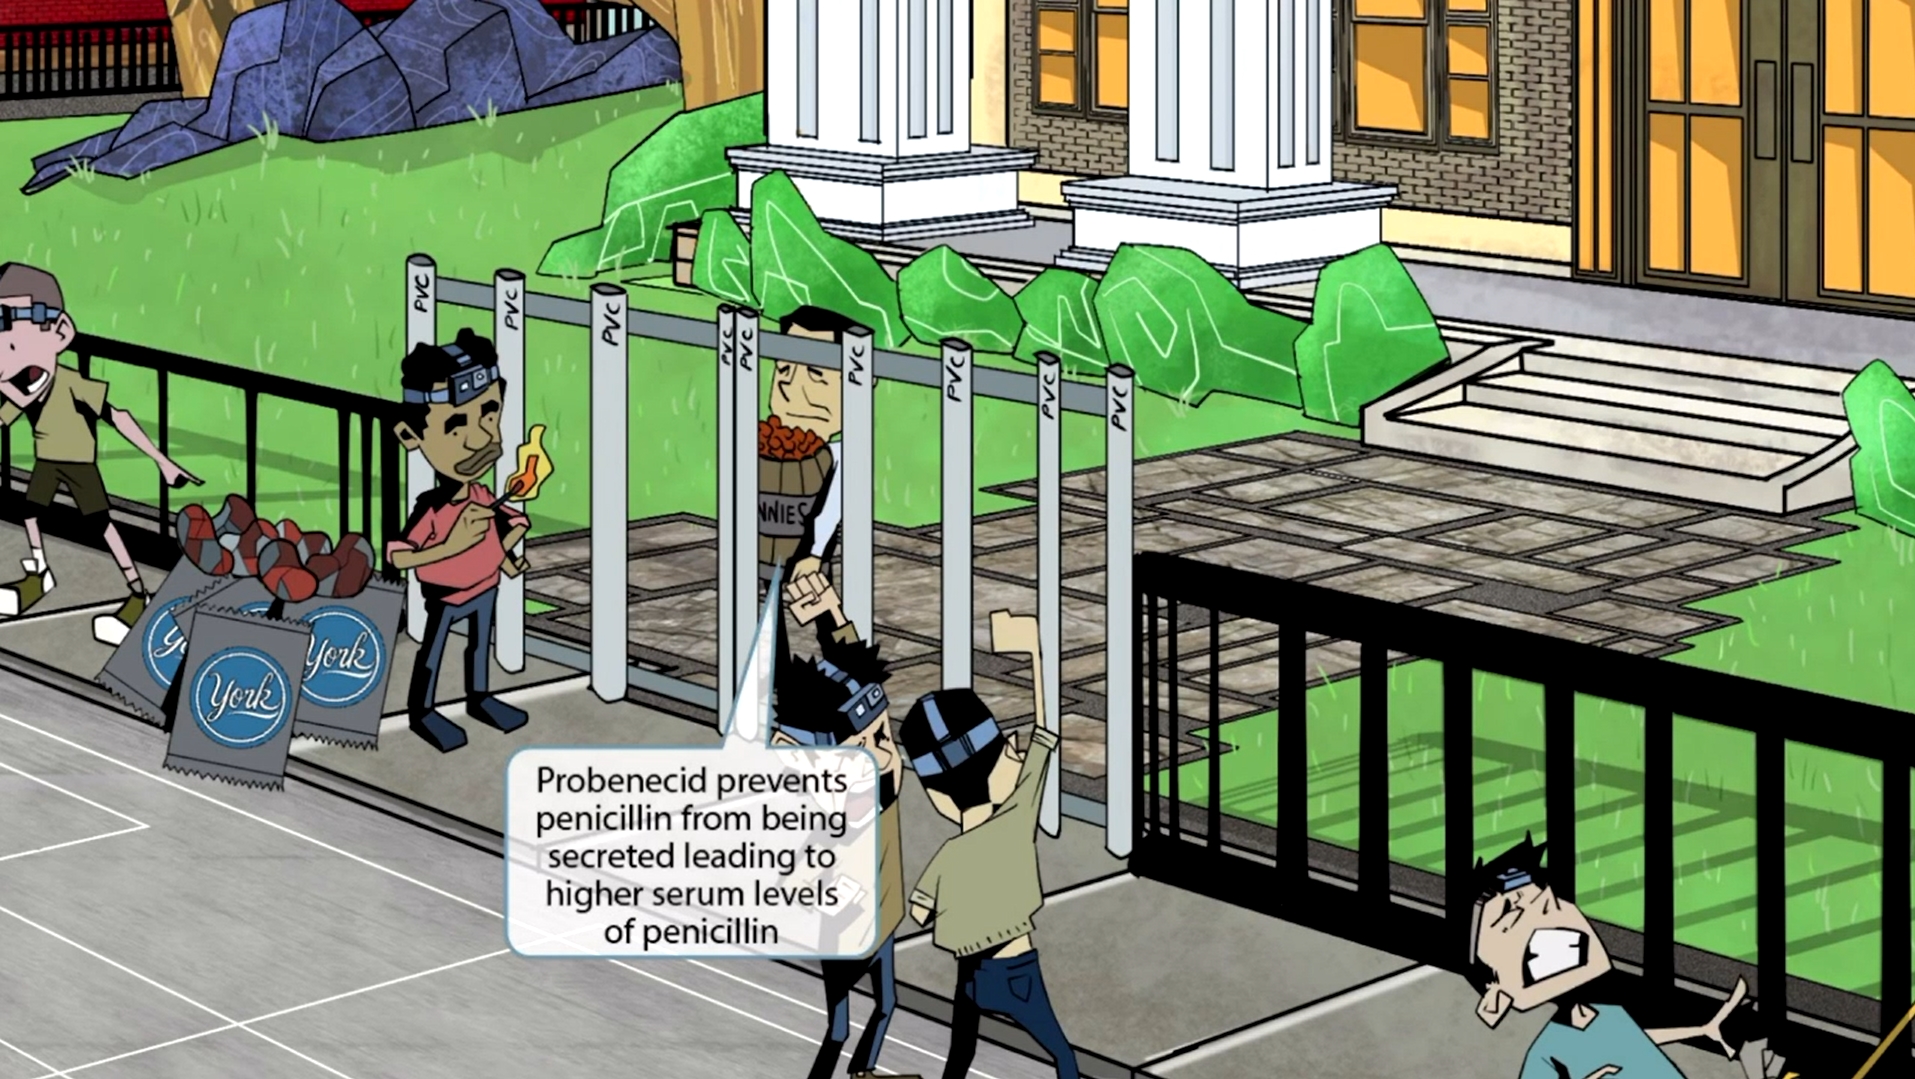 PVC
PVC
PVC
PVC
PVC
PVC
PVC
PVC
PVC
NNIES
York
York
York
Probenecid prevents
penicillin from being
secreted leading to
higher serum levels
of penicillin